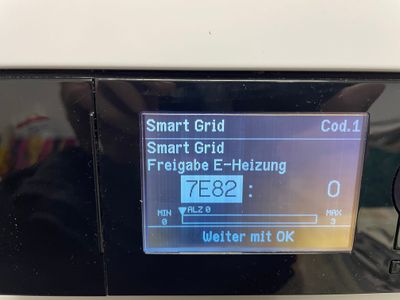 Smart Grid Cod.1
Smart Grid
Freigabe E-Heizung
7E82 : 0
ALZ 0
MIN MAX
0 3
Weiter mit OK